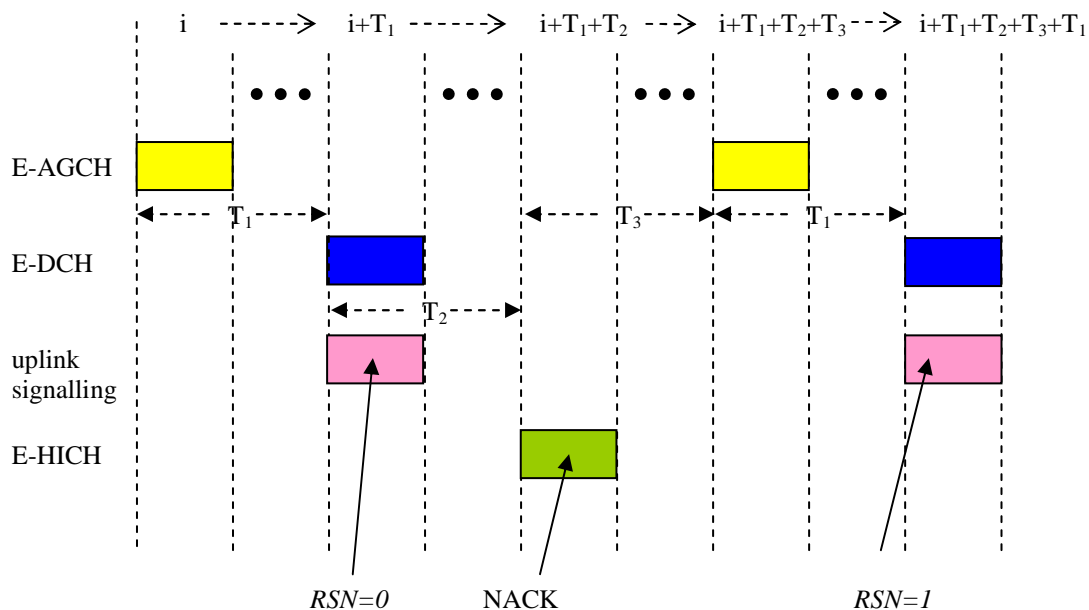 i i+T₁ i+T₁+T₂ i+T₁+T₂+T₃ i+T₁+T₂+T₃+T₁
E-AGCH
T₁ T₃ T₁
E-DCH
T₂
uplink
signalling
E-HICH
RSN=0 NACK RSN=1